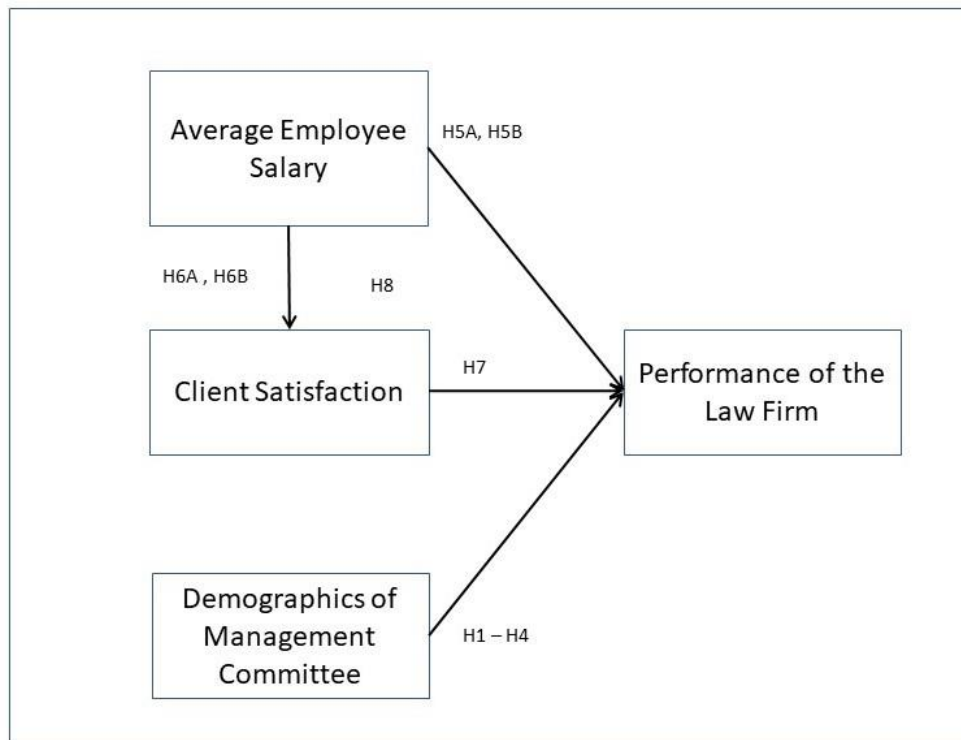 Average Employee
Salary
H5A, H5B
H6A , H6B
H8
Client Satisfaction
H7
Performance of the
Law Firm
Demographics of
Management
Committee
H1 – H4